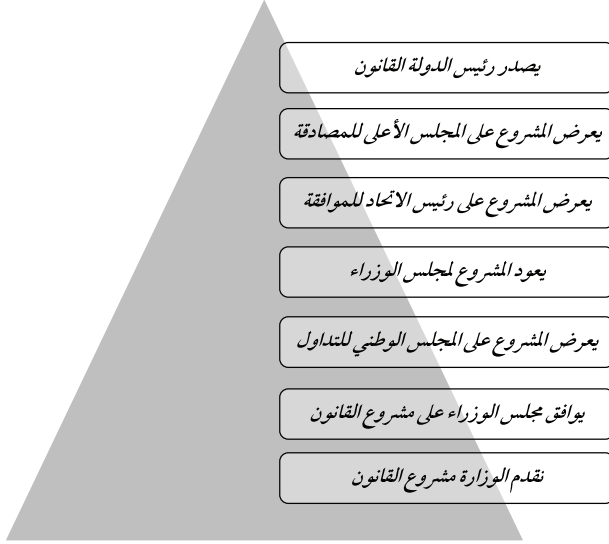 يصدر رئيس الدولة القانون
يعرض المشروع على المجلس الأعلى للمصادقة
يعرض المشروع على رئيس الاتحاد للموافقة
يعود المشروع لمجلس الوزراء
يعرض المشروع على المجلس الوطني للتداول
يوافق مجلس الوزراء على مشروع القانون
نقدم الوزارة مشروع القانون